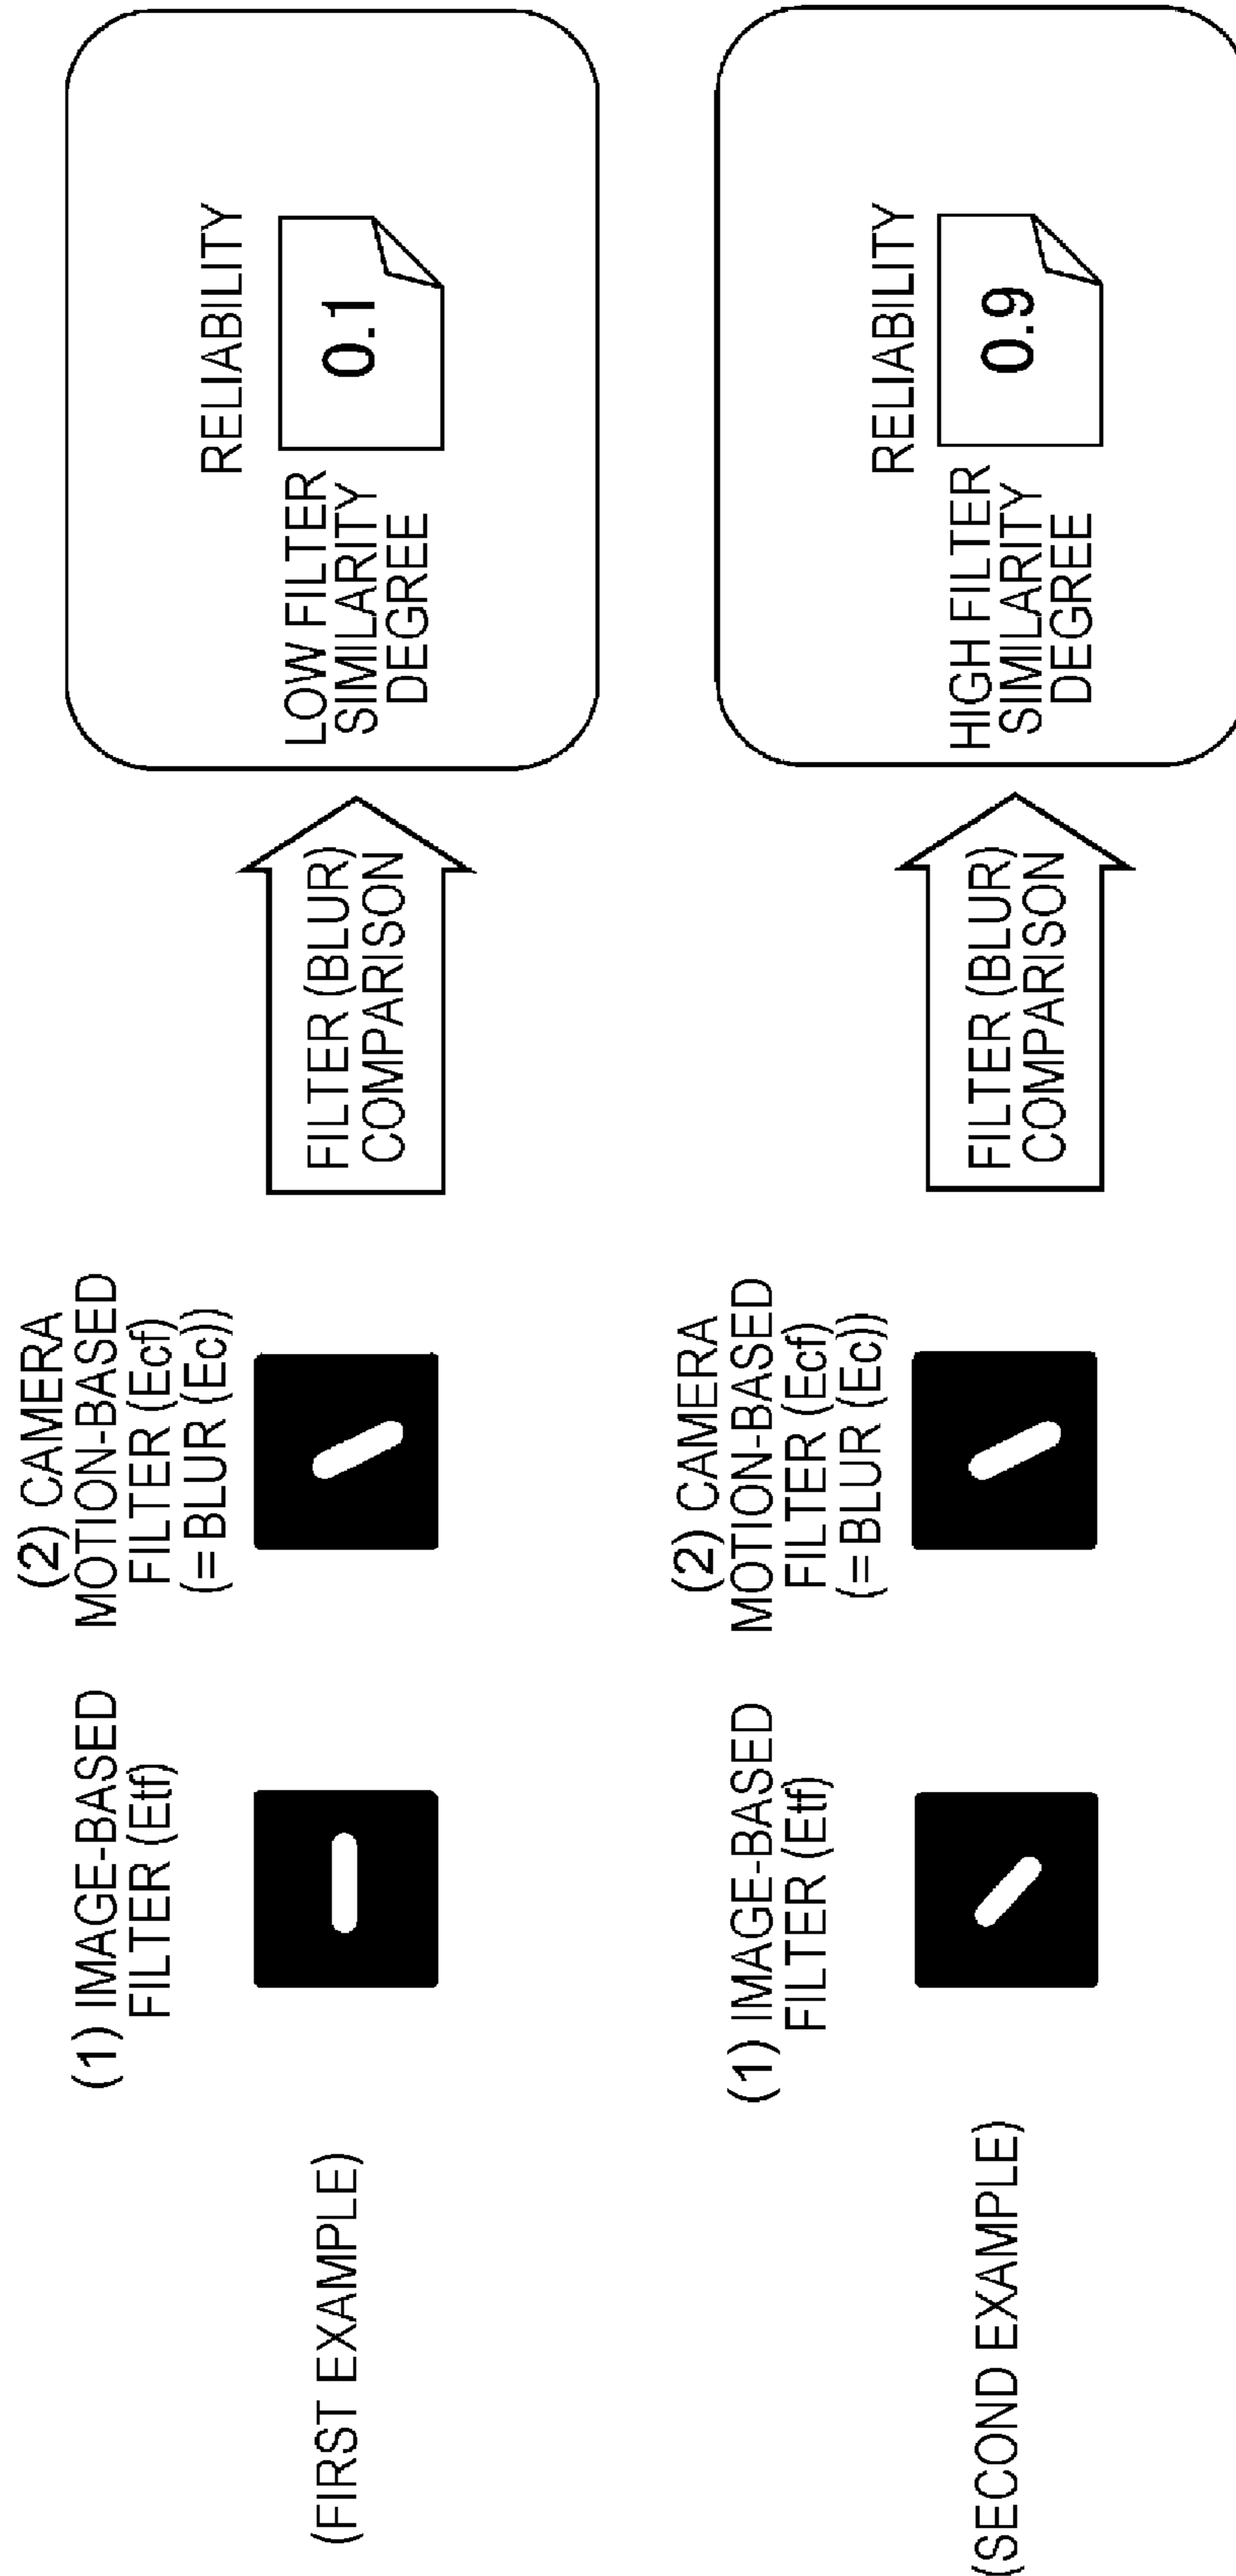 (FIRST EXAMPLE)
(1) IMAGE-BASED
FILTER (Etf)
(2) CAMERA
MOTION-BASED
FILTER (Ecf)
(=BLUR (Ec))
FILTER (BLUR)
COMPARISON
LOW FILTER
SIMILARITY
DEGREE
RELIABILITY
0.1
(SECOND EXAMPLE)
(1) IMAGE-BASED
FILTER (Etf)
(2) CAMERA
MOTION-BASED
FILTER (Ecf)
(=BLUR (Ec))
FILTER (BLUR)
COMPARISON
HIGH FILTER
SIMILARITY
DEGREE
RELIABILITY
0.9